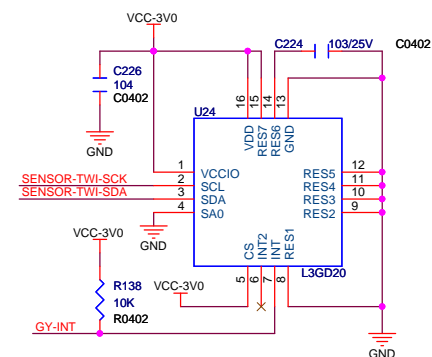 VCC-3V0
C224
103/25V
C0402
C226
104
C0402
GND
U24
16
15
14
13
VDD
RES7
RES6
GND
1
VCCIO
RES5
12
SENSOR-TWI-SCK
2
SCL
RES4
11
SENSOR-TWI-SDA
3
SDA
RES3
10
4
SA0
RES2
9
GND
VCC-3V0
CS
INT2
INT
RES1
L3GD20
5
6
7
8
VCC-3V0
R138
10K
R0402
GY-INT
GND